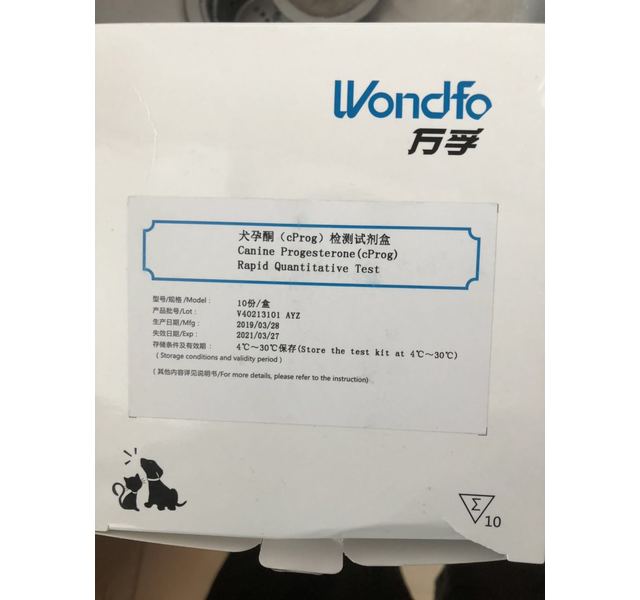 Wondfo
万孚
犬孕酮（cProg）检测试剂盒
Canine Progesterone(cProg)
Rapid Quantitative Test
型号/规格 /Model： 10份/盒
产品批号/Lot： V40213101 AYZ
生产日期/Mfg： 2019/03/28
失效日期/Exp： 2021/03/27
存储条件及有效期： 4℃～30℃保存(Store the test kit at 4℃～30℃)
（Storage conditions and validity period）
（其他内容详见说明书/For more details, please refer to the instruction)
Σ
10